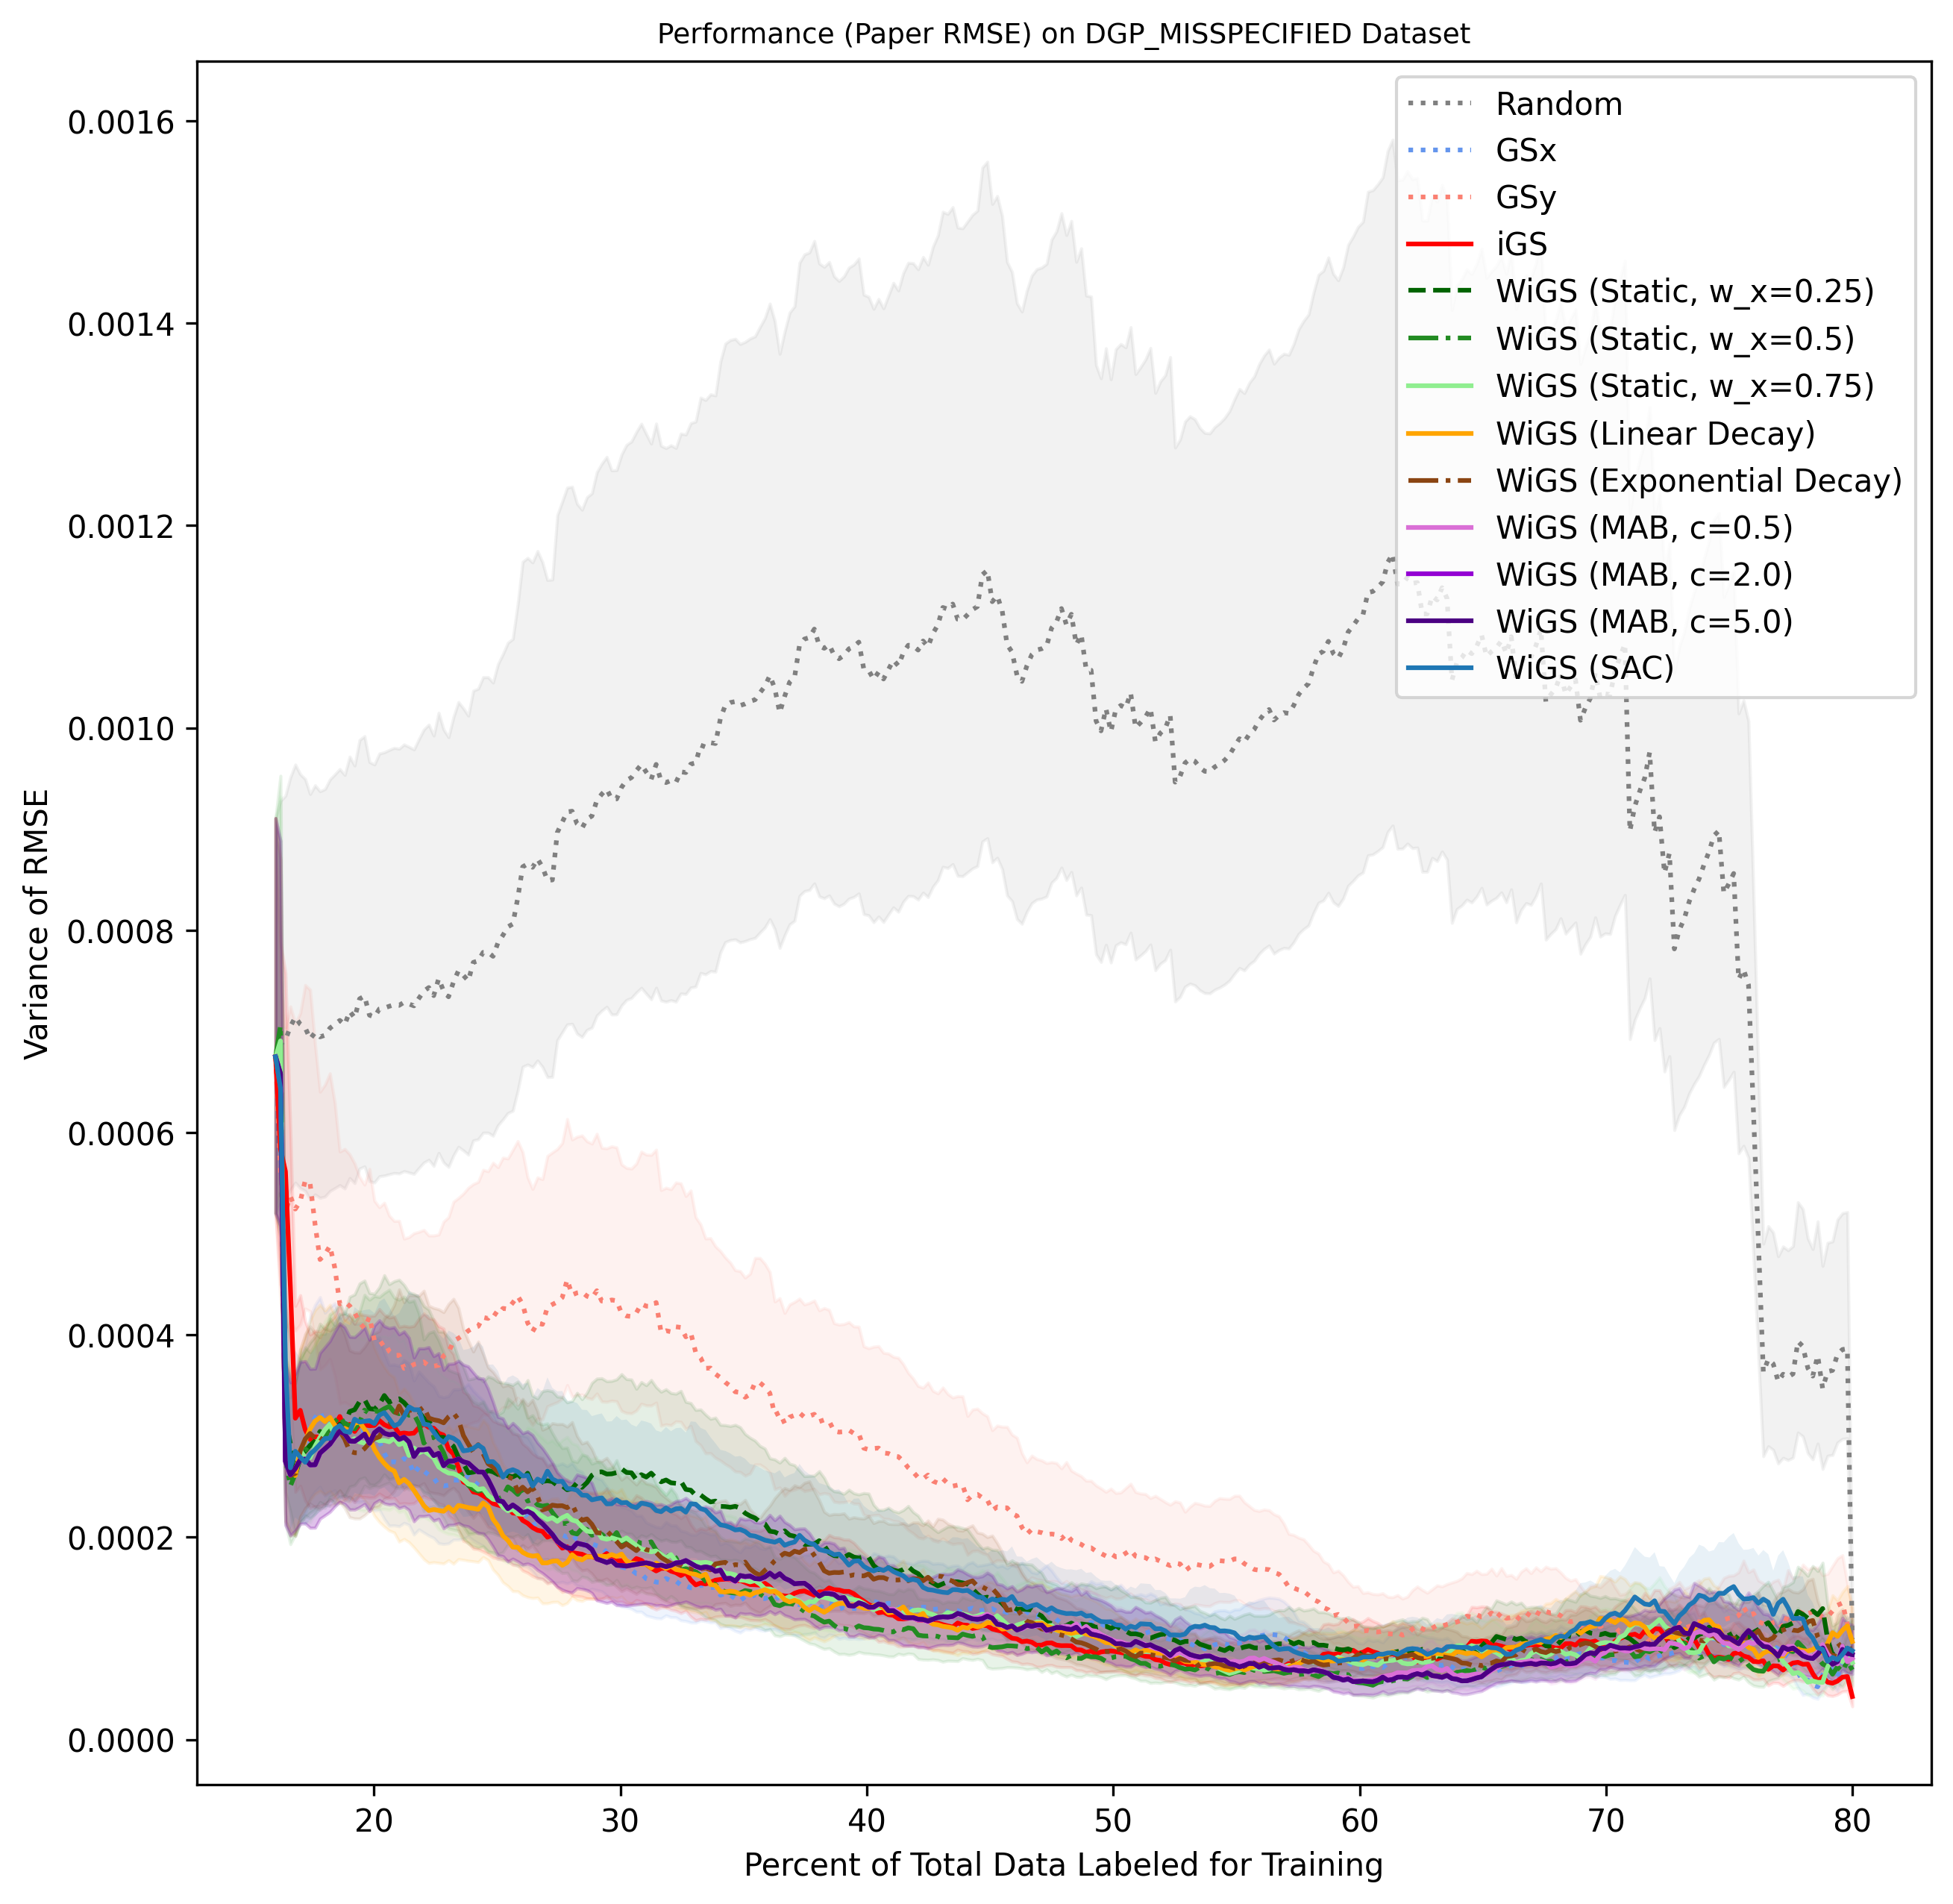 Performance (Paper RMSE) on DGP_MISSPECIFIED Dataset
Variance of RMSE
0.0016
0.0014
0.0012
0.0010
0.0008
0.0006
0.0004
0.0002
0.0000
Random
GSx
GSy
iGS
WiGS (Static, w_x=0.25)
WiGS (Static, w_x=0.5)
WiGS (Static, w_x=0.75)
WiGS (Linear Decay)
WiGS (Exponential Decay)
WiGS (MAB, c=0.5)
WiGS (MAB, c=2.0)
WiGS (MAB, c=5.0)
WiGS (SAC)
20 30 40 50 60 70 80
Percent of Total Data Labeled for Training